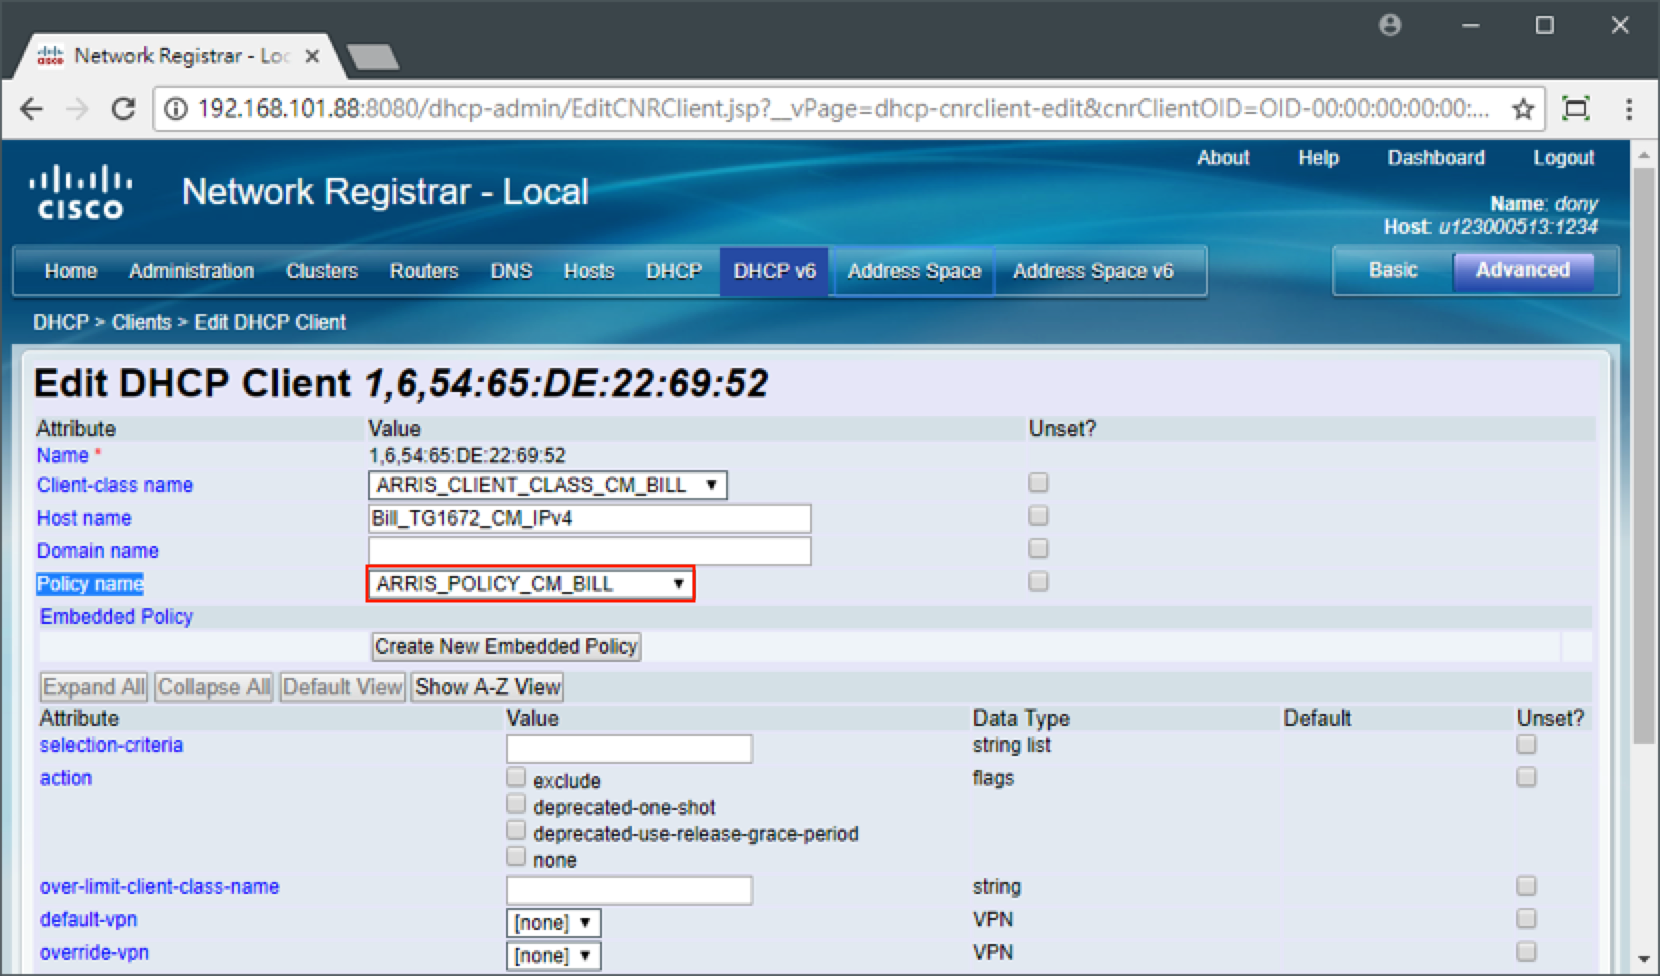 Network Registrar - Loc
192.168.101.88:8080/dhcp-admin/EditCNRClient.jsp?__vPage=dhcp-cnrclient-edit&cnrClientOID=OID-00:00:00:00:00:...
About Help Dashboard Logout
CISCO
Network Registrar - Local
Name: dony
Host: u123000513:1234
Home Administration Clusters Routers DNS Hosts DHCP DHCP v6 Address Space Address Space v6 Basic Advanced
DHCP > Clients > Edit DHCP Client
Edit DHCP Client 1,6,54:65:DE:22:69:52
Attribute Value Unset?
Name * 1,6,54:65:DE:22:69:52
Client-class name ARRIS_CLIENT_CLASS_CM_BILL
Host name Bill_TG1672_CM_IPv4
Domain name
Policy name ARRIS_POLICY_CM_BILL
Embedded Policy
Create New Embedded Policy
Expand All Collapse All Default View Show A-Z View
Attribute Value Data Type Default Unset?
selection-criteria string list
action exclude flags
deprecated-one-shot
deprecated-use-release-grace-period
none
over-limit-client-class-name string
default-vpn [none] VPN
override-vpn [none] VPN